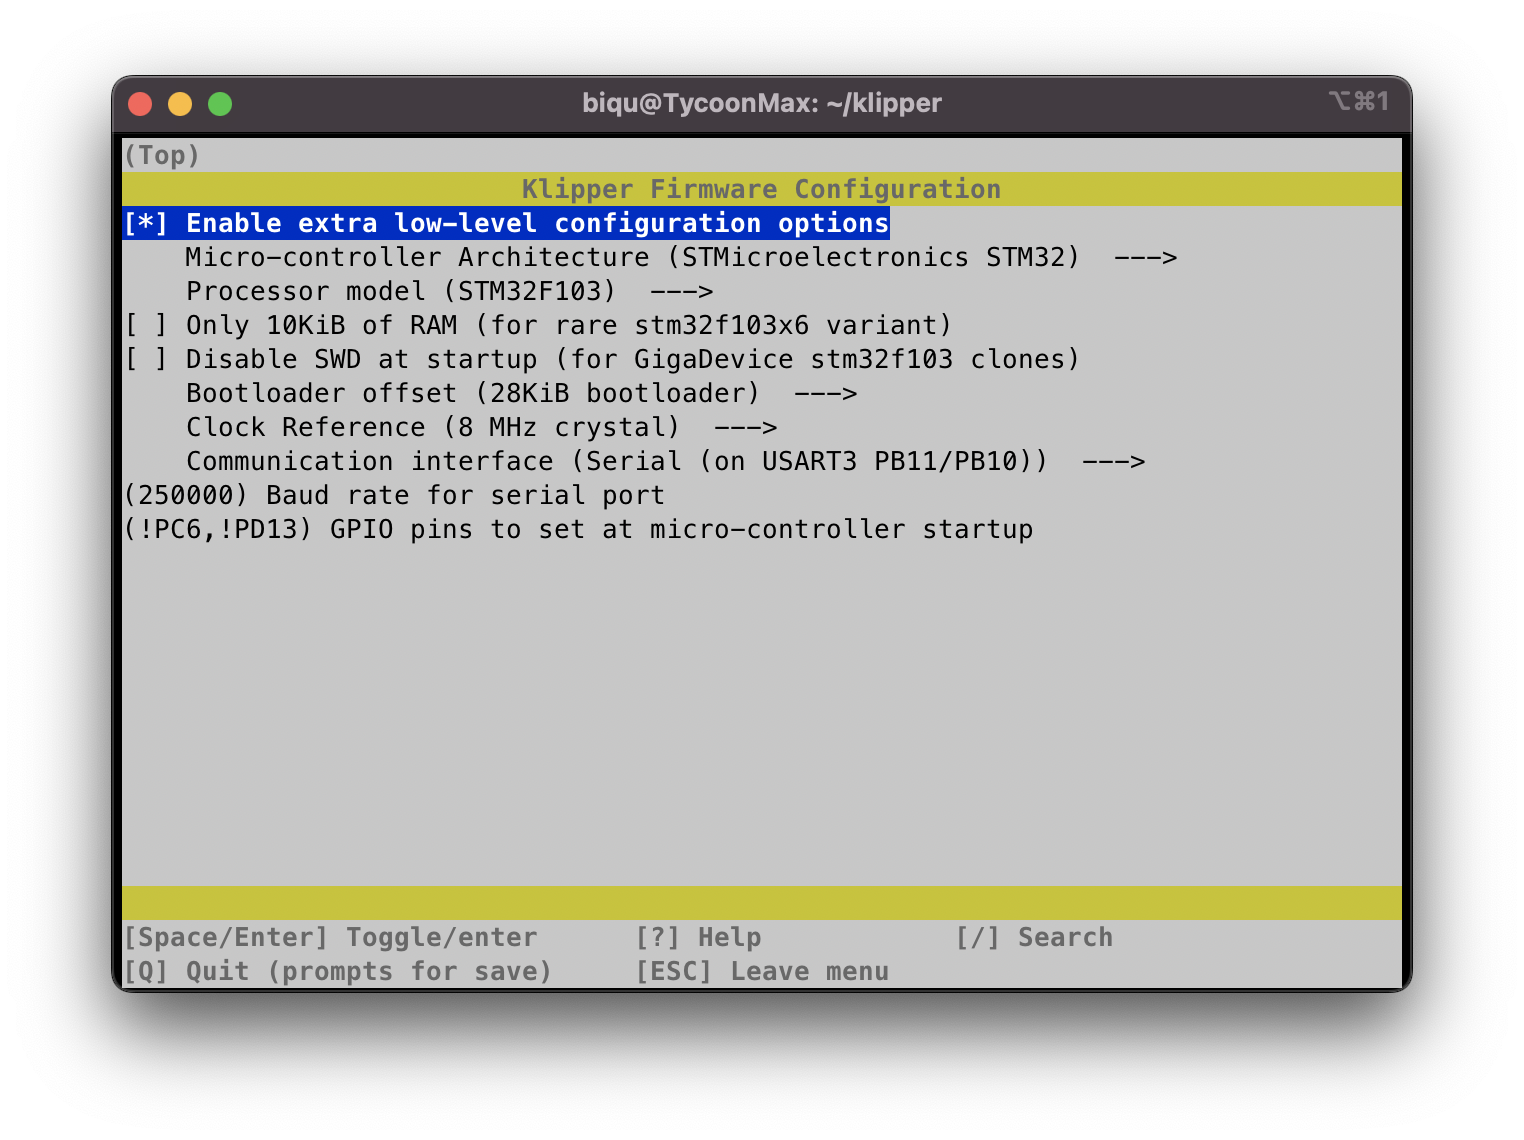 biqu@TycoonMax: ~/klipper ⌥⌘1
(Top)
Klipper Firmware Configuration
[*] Enable extra low-level configuration options
Micro-controller Architecture (STMicroelectronics STM32)  --->
Processor model (STM32F103)  --->
[ ] Only 10KiB of RAM (for rare stm32f103x6 variant)
[ ] Disable SWD at startup (for GigaDevice stm32f103 clones)
Bootloader offset (28KiB bootloader)  --->
Clock Reference (8 MHz crystal)  --->
Communication interface (Serial (on USART3 PB11/PB10))  --->
(250000) Baud rate for serial port
(!PC6,!PD13) GPIO pins to set at micro-controller startup
[Space/Enter] Toggle/enter [?] Help [/] Search
[Q] Quit (prompts for save) [ESC] Leave menu